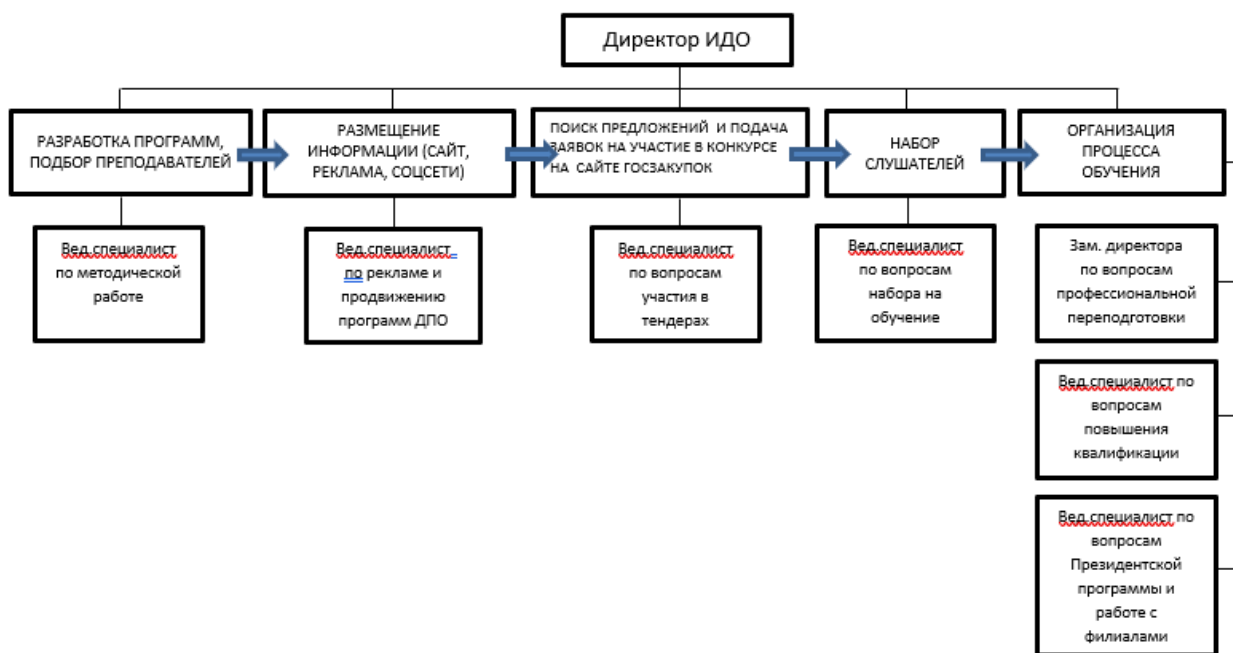 Директор ИДО
РАЗРАБОТКА ПРОГРАММ,
ПОДБОР ПРЕПОДАВАТЕЛЕЙ
РАЗМЕЩЕНИЕ
ИНФОРМАЦИИ (САЙТ,
РЕКЛАМА, СОЦСЕТИ)
ПОИСК ПРЕДЛОЖЕНИЙ И ПОДАЧА
ЗАЯВОК НА УЧАСТИЕ В КОНКУРСЕ
НА САЙТЕ ГОСЗАКУПОК
НАБОР
СЛУШАТЕЛЕЙ
ОРГАНИЗАЦИЯ
ПРОЦЕССА
ОБУЧЕНИЯ
Вед.специалист
по методической
работе
Вед.специалист
по рекламе и
продвижению
программ ДПО
Вед.специалист
по вопросам
участия в
тендерах
Вед.специалист
по вопросам
набора на
обучение
Зам. директора
по вопросам
профессиональной
переподготовки
Вед.специалист по
вопросам
повышения
квалификации
Вед.специалист по
вопросам
Президентской
программы и
работе с
филиалами